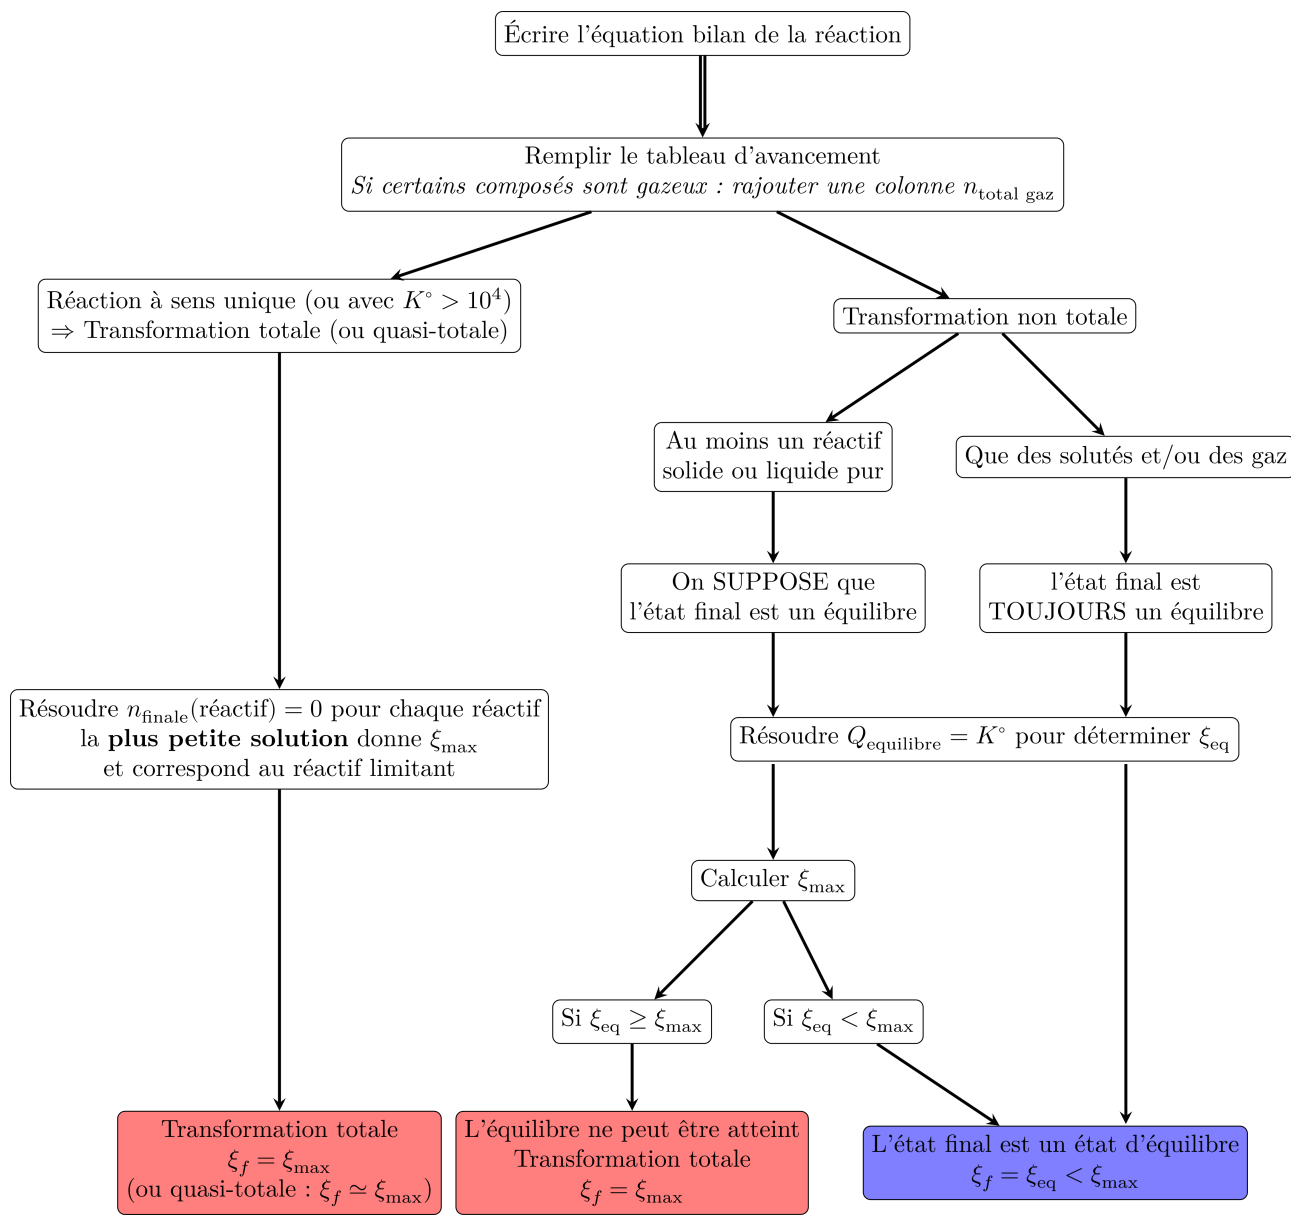 Écrire l'équation bilan de la réaction
Remplir le tableau d'avancement
Si certains composés sont gazeux : rajouter une colonne n_total gaz
Réaction à sens unique (ou avec K° > 10⁴)
⇒ Transformation totale (ou quasi-totale)
Transformation non totale
Au moins un réactif
solide ou liquide pur
Que des solutés et/ou des gaz
On SUPPOSE que
l'état final est un équilibre
l'état final est
TOUJOURS un équilibre
Résoudre n_finale(réactif) = 0 pour chaque réactif
la plus petite solution donne ξ_max
et correspond au réactif limitant
Résoudre Q_equilibre = K° pour déterminer ξ_eq
Calculer ξ_max
Si ξ_eq ≥ ξ_max
Si ξ_eq < ξ_max
Transformation totale
ξ_f = ξ_max
(ou quasi-totale : ξ_f ≃ ξ_max)
L'équilibre ne peut être atteint
Transformation totale
ξ_f = ξ_max
L'état final est un état d'équilibre
ξ_f = ξ_eq < ξ_max